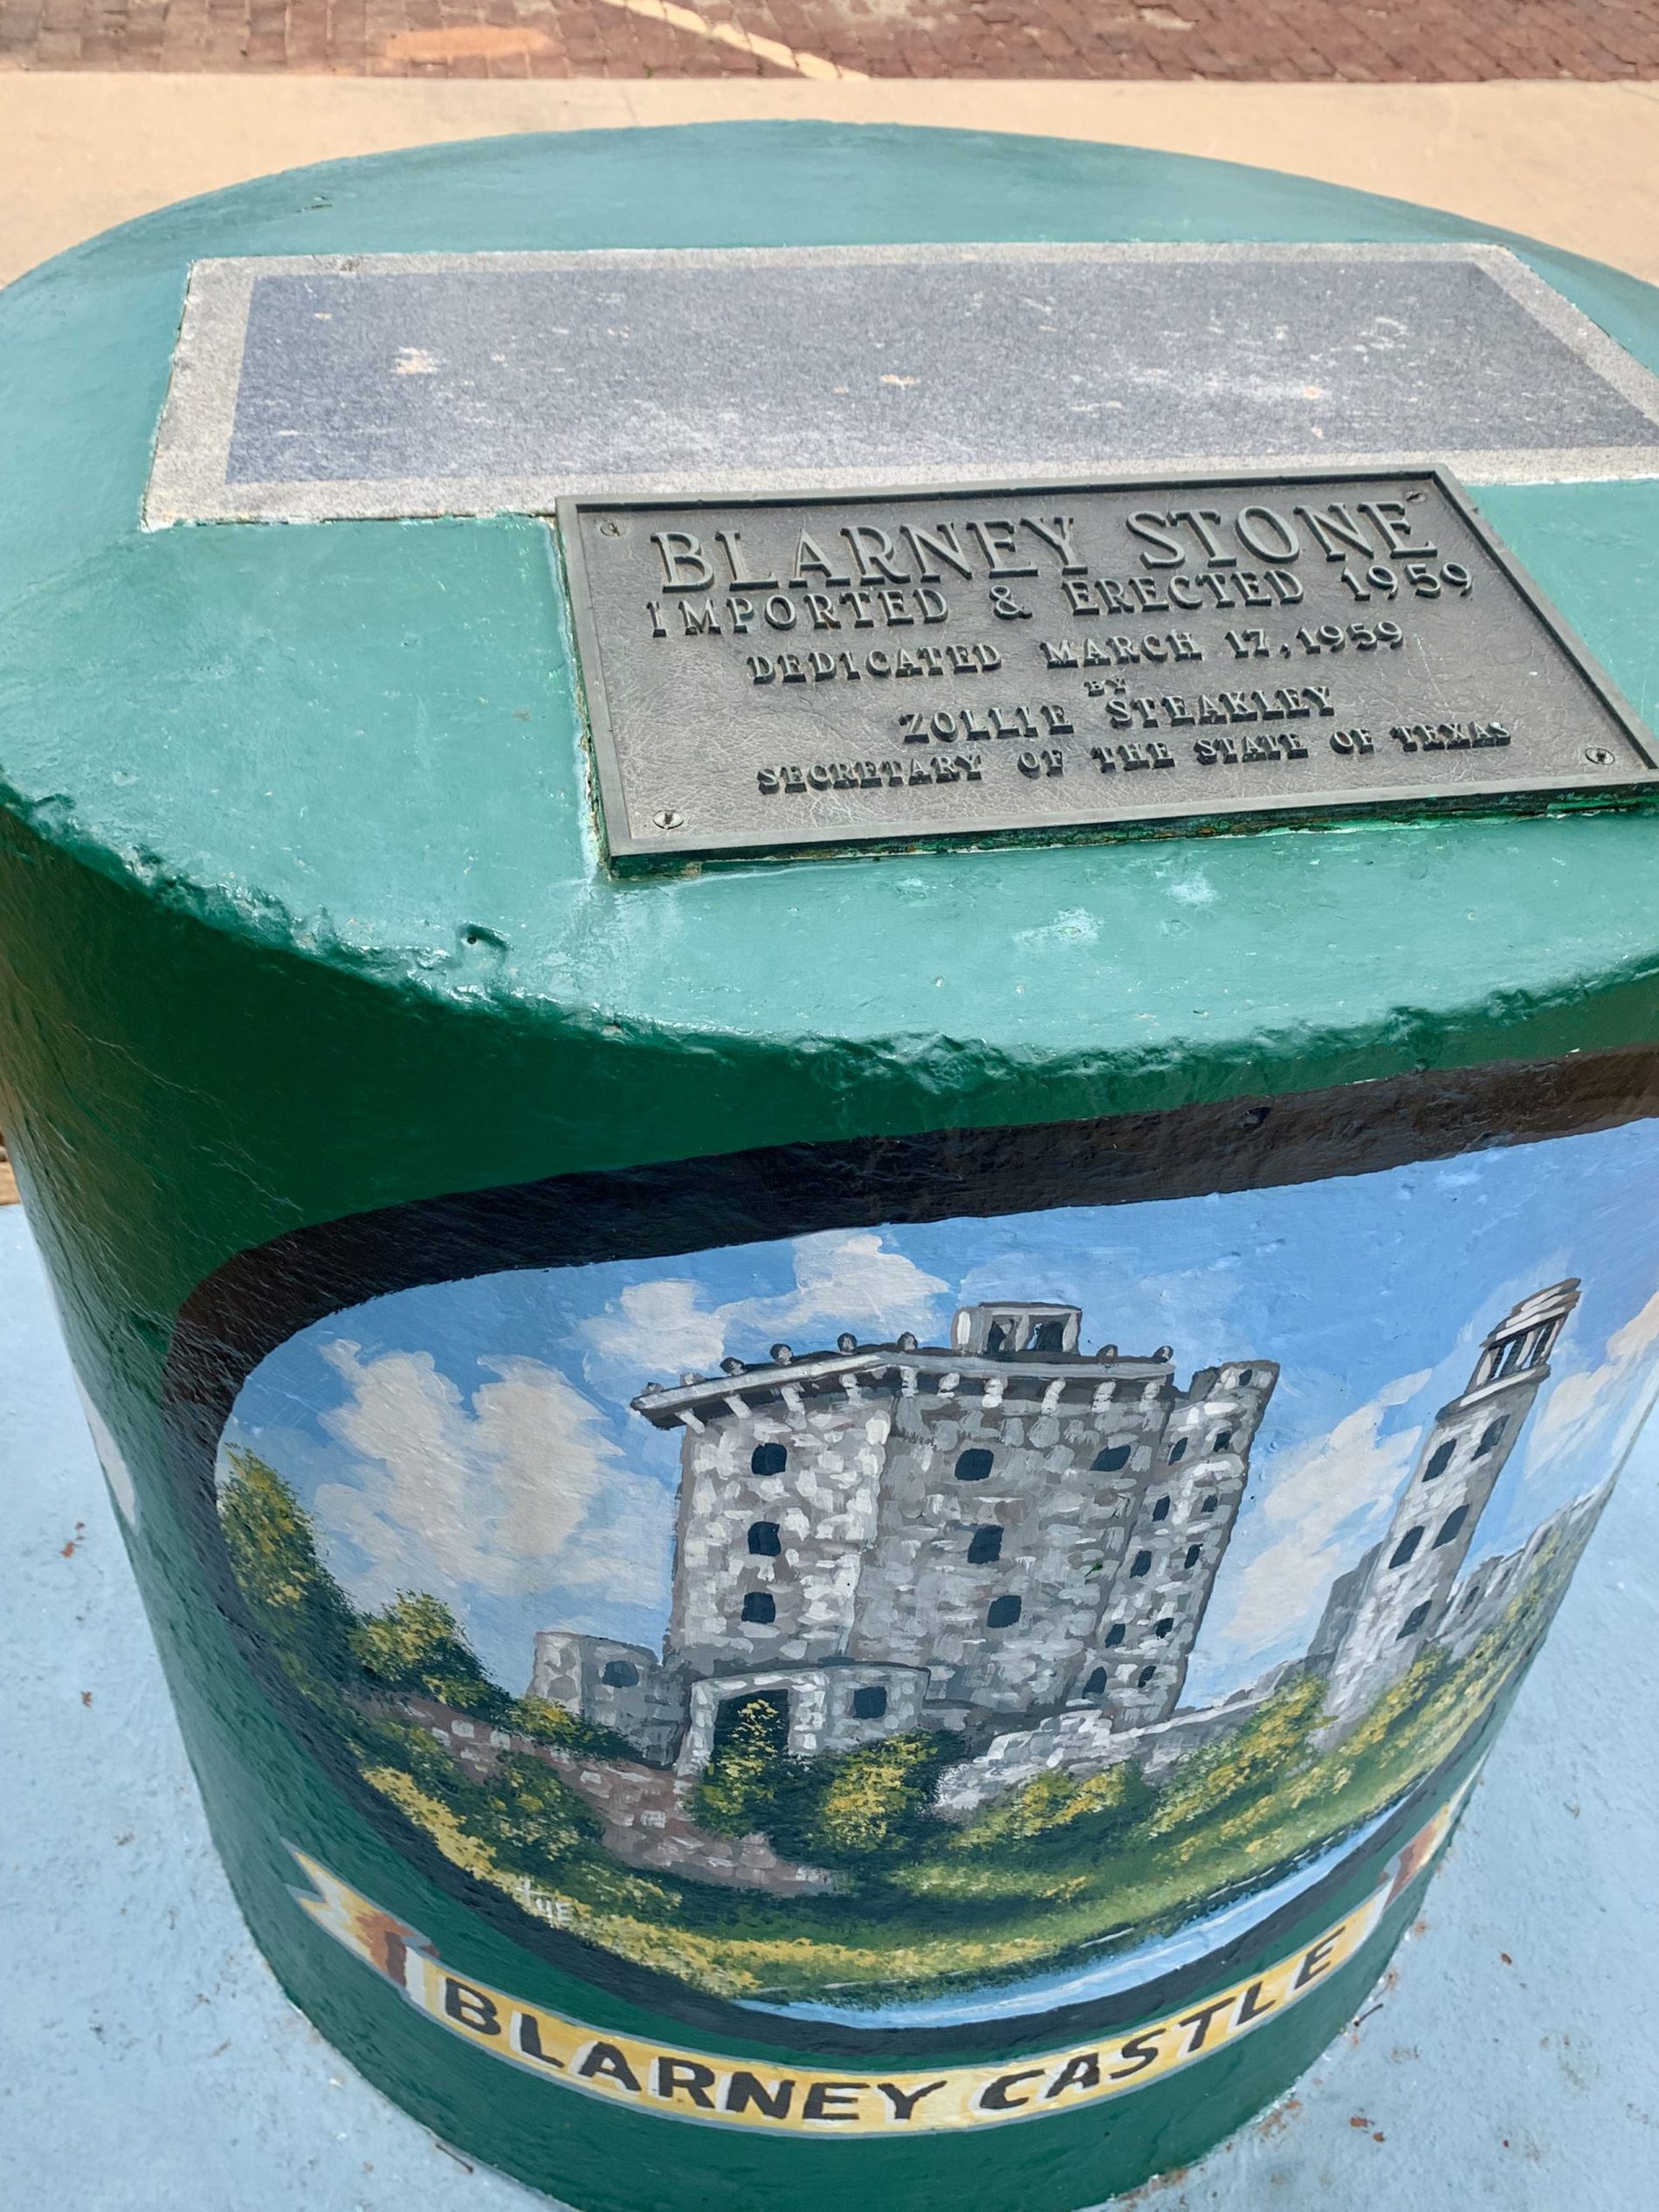 BLARNEY STONE
IMPORTED & ERECTED 1959
DEDICATED MARCH 17, 1959
BY
ZOLLIE STEAKLEY
SECRETARY OF THE STATE OF TEXAS
BLARNEY CASTLE